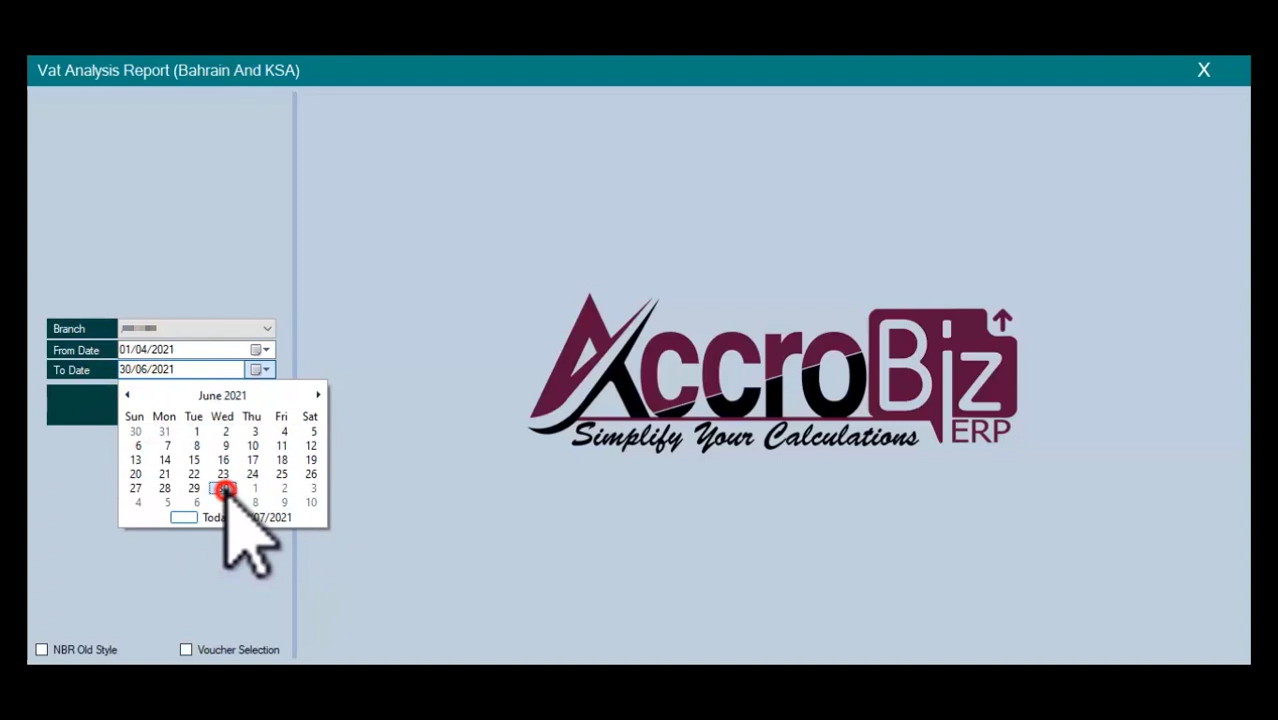 Vat Analysis Report (Bahrain And KSA) X
Branch
From Date 01/04/2021
To Date 30/06/2021
June 2021
Sun Mon Tue Wed Thu Fri Sat
30 31 1 2 3 4 5
6 7 8 9 10 11 12
13 14 15 16 17 18 19
20 21 22 23 24 25 26
27 28 29 30 1 2 3
4 5 6 8 9 10
07/2021
AccroBiz
ERP
Simplify Your Calculations
NBR Old Style Voucher Selection